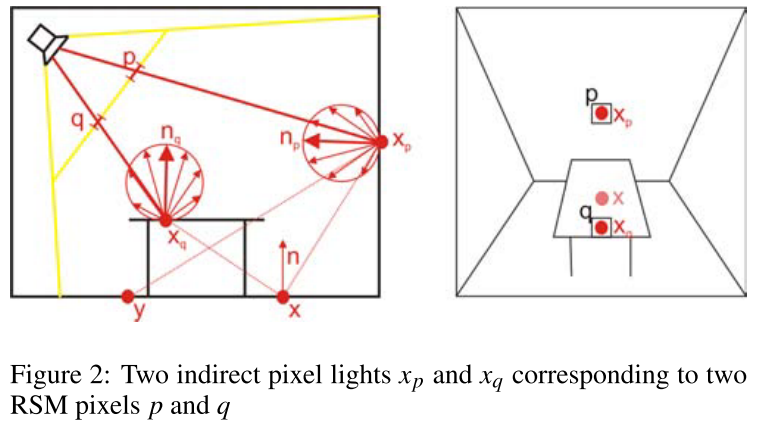 p
q
n_q
n_p
x_p
x_q
n
y
x
p
x_p
x
q
x_q
Figure 2: Two indirect pixel lights x_p and x_q corresponding to two
RSM pixels p and q